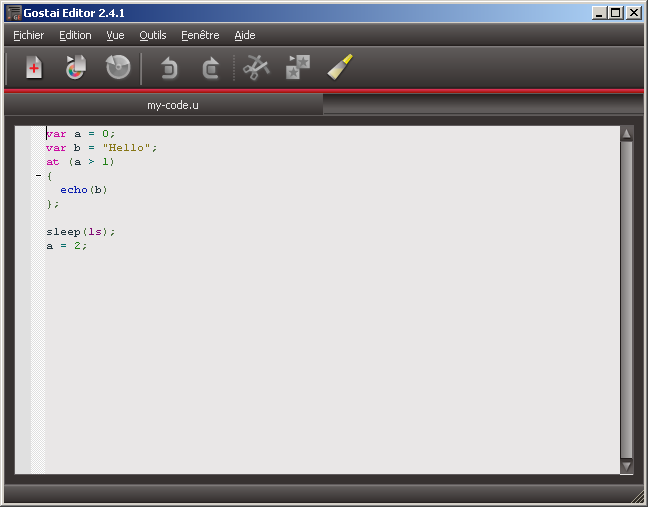 Gostai Editor 2.4.1
Fichier Edition Vue Outils Fenêtre Aide
my-code.u
var a = 0;
var b = "Hello";
at (a > 1)
{
  echo(b)
};
sleep(1s);
a = 2;